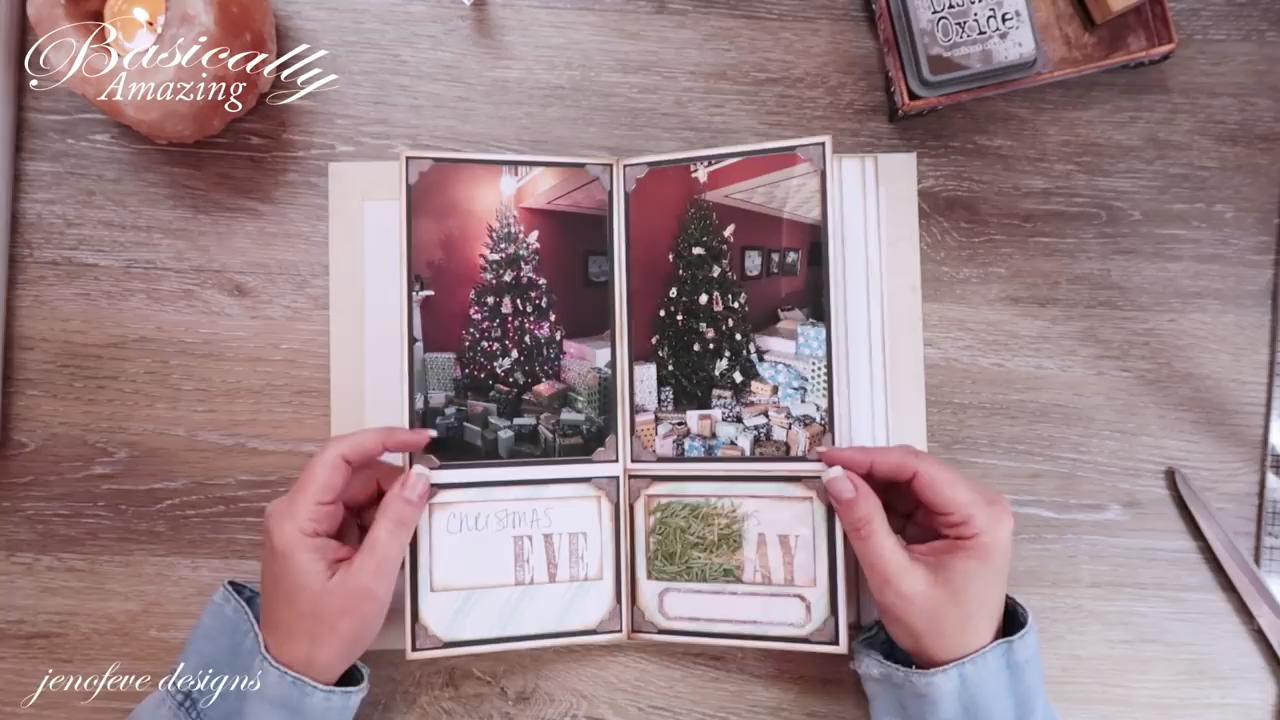 Basically
Amazing
Distress
Oxide
CHRISTMAS
EVE
AY
jenofeve designs